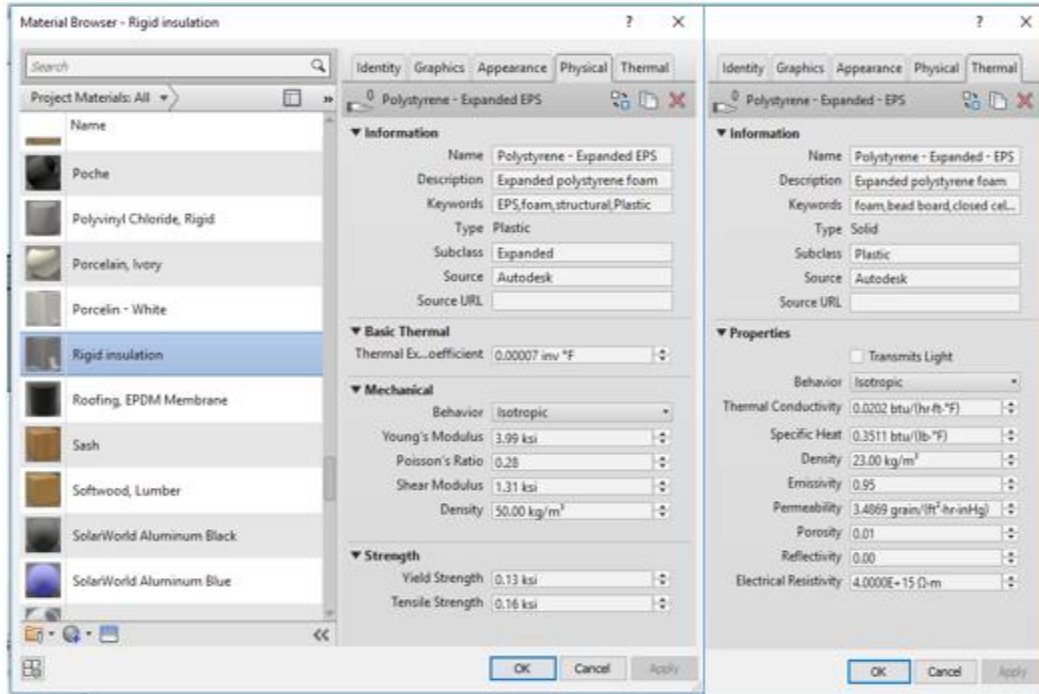 Material Browser - Rigid insulation ? ×
Search
Project Materials: All
Name
Poche
Polyvinyl Chloride, Rigid
Porcelain, Ivory
Porcelin - White
Rigid insulation
Roofing, EPDM Membrane
Sash
Softwood, Lumber
SolarWorld Aluminum Black
SolarWorld Aluminum Blue
Identity Graphics Appearance Physical Thermal
0 Polystyrene - Expanded EPS
Information
Name Polystyrene - Expanded EPS
Description Expanded polystyrene foam
Keywords EPS,foam,structural,Plastic
Type Plastic
Subclass Expanded
Source Autodesk
Source URL
Basic Thermal
Thermal Ex...oefficient 0.00007 inv °F
Mechanical
Behavior Isotropic
Young's Modulus 3.99 ksi
Poisson's Ratio 0.28
Shear Modulus 1.31 ksi
Density 50.00 kg/m³
Strength
Yield Strength 0.13 ksi
Tensile Strength 0.16 ksi
OK Cancel Apply
? ×
Identity Graphics Appearance Physical Thermal
0 Polystyrene - Expanded - EPS
Information
Name Polystyrene - Expanded - EPS
Description Expanded polystyrene foam
Keywords foam,bead board,closed cel...
Type Solid
Subclass Plastic
Source Autodesk
Source URL
Properties
Transmits Light
Behavior Isotropic
Thermal Conductivity 0.0202 btu/(hr·ft·°F)
Specific Heat 0.3511 btu/(lb·°F)
Density 23.00 kg/m³
Emissivity 0.95
Permeability 3.4869 grain/(ft²·hr·inHg)
Porosity 0.01
Reflectivity 0.00
Electrical Resistivity 4.0000E+15 Ω·m
OK Cancel Apply